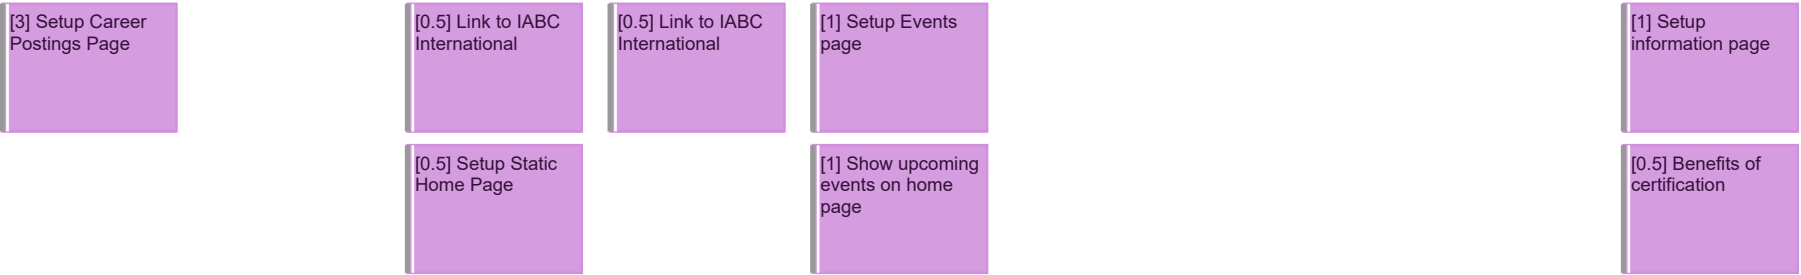 [3] Setup Career
Postings Page
[0.5] Link to IABC
International
[0.5] Link to IABC
International
[1] Setup Events
page
[1] Setup
information page
[0.5] Setup Static
Home Page
[1] Show upcoming
events on home
page
[0.5] Benefits of
certification